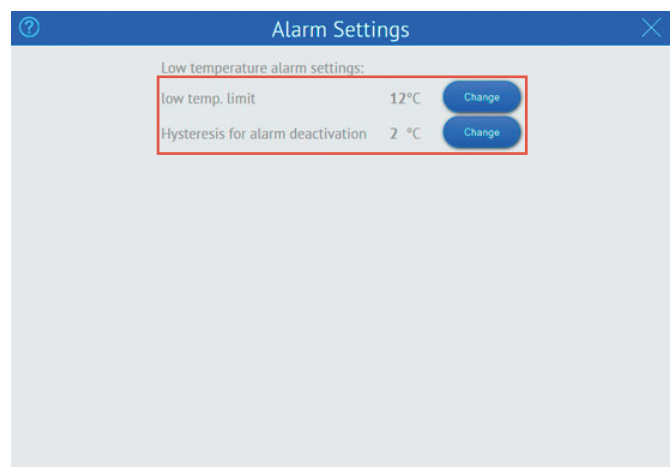 ?
Alarm Settings
Low temperature alarm settings:
low temp. limit 12°C Change
Hysteresis for alarm deactivation 2 °C Change